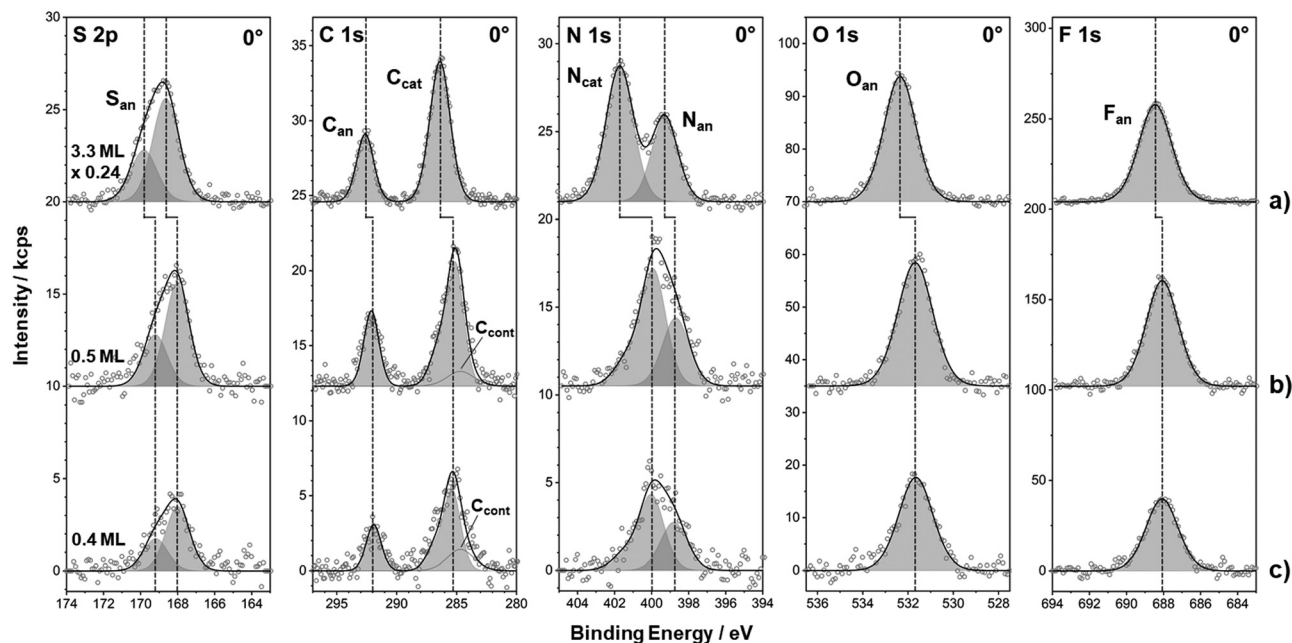 S 2p 0°
C 1s 0°
N 1s 0°
O 1s 0°
F 1s 0°
S_an
C_an
C_cat
N_cat
N_an
O_an
F_an
3.3 ML
x 0.24
a)
0.5 ML
C_cont
b)
0.4 ML
C_cont
c)
Intensity / kcps
30
25
20
15
10
5
0
35
30
25
20
15
10
5
0
30
25
20
15
10
5
0
100
90
80
70
60
50
40
30
20
10
0
300
250
200
150
100
50
0
174 172 170 168 166 164 162
295 290 285 280
404 402 400 398 396 394
536 534 532 530 528
694 692 690 688 686 684
Binding Energy / eV